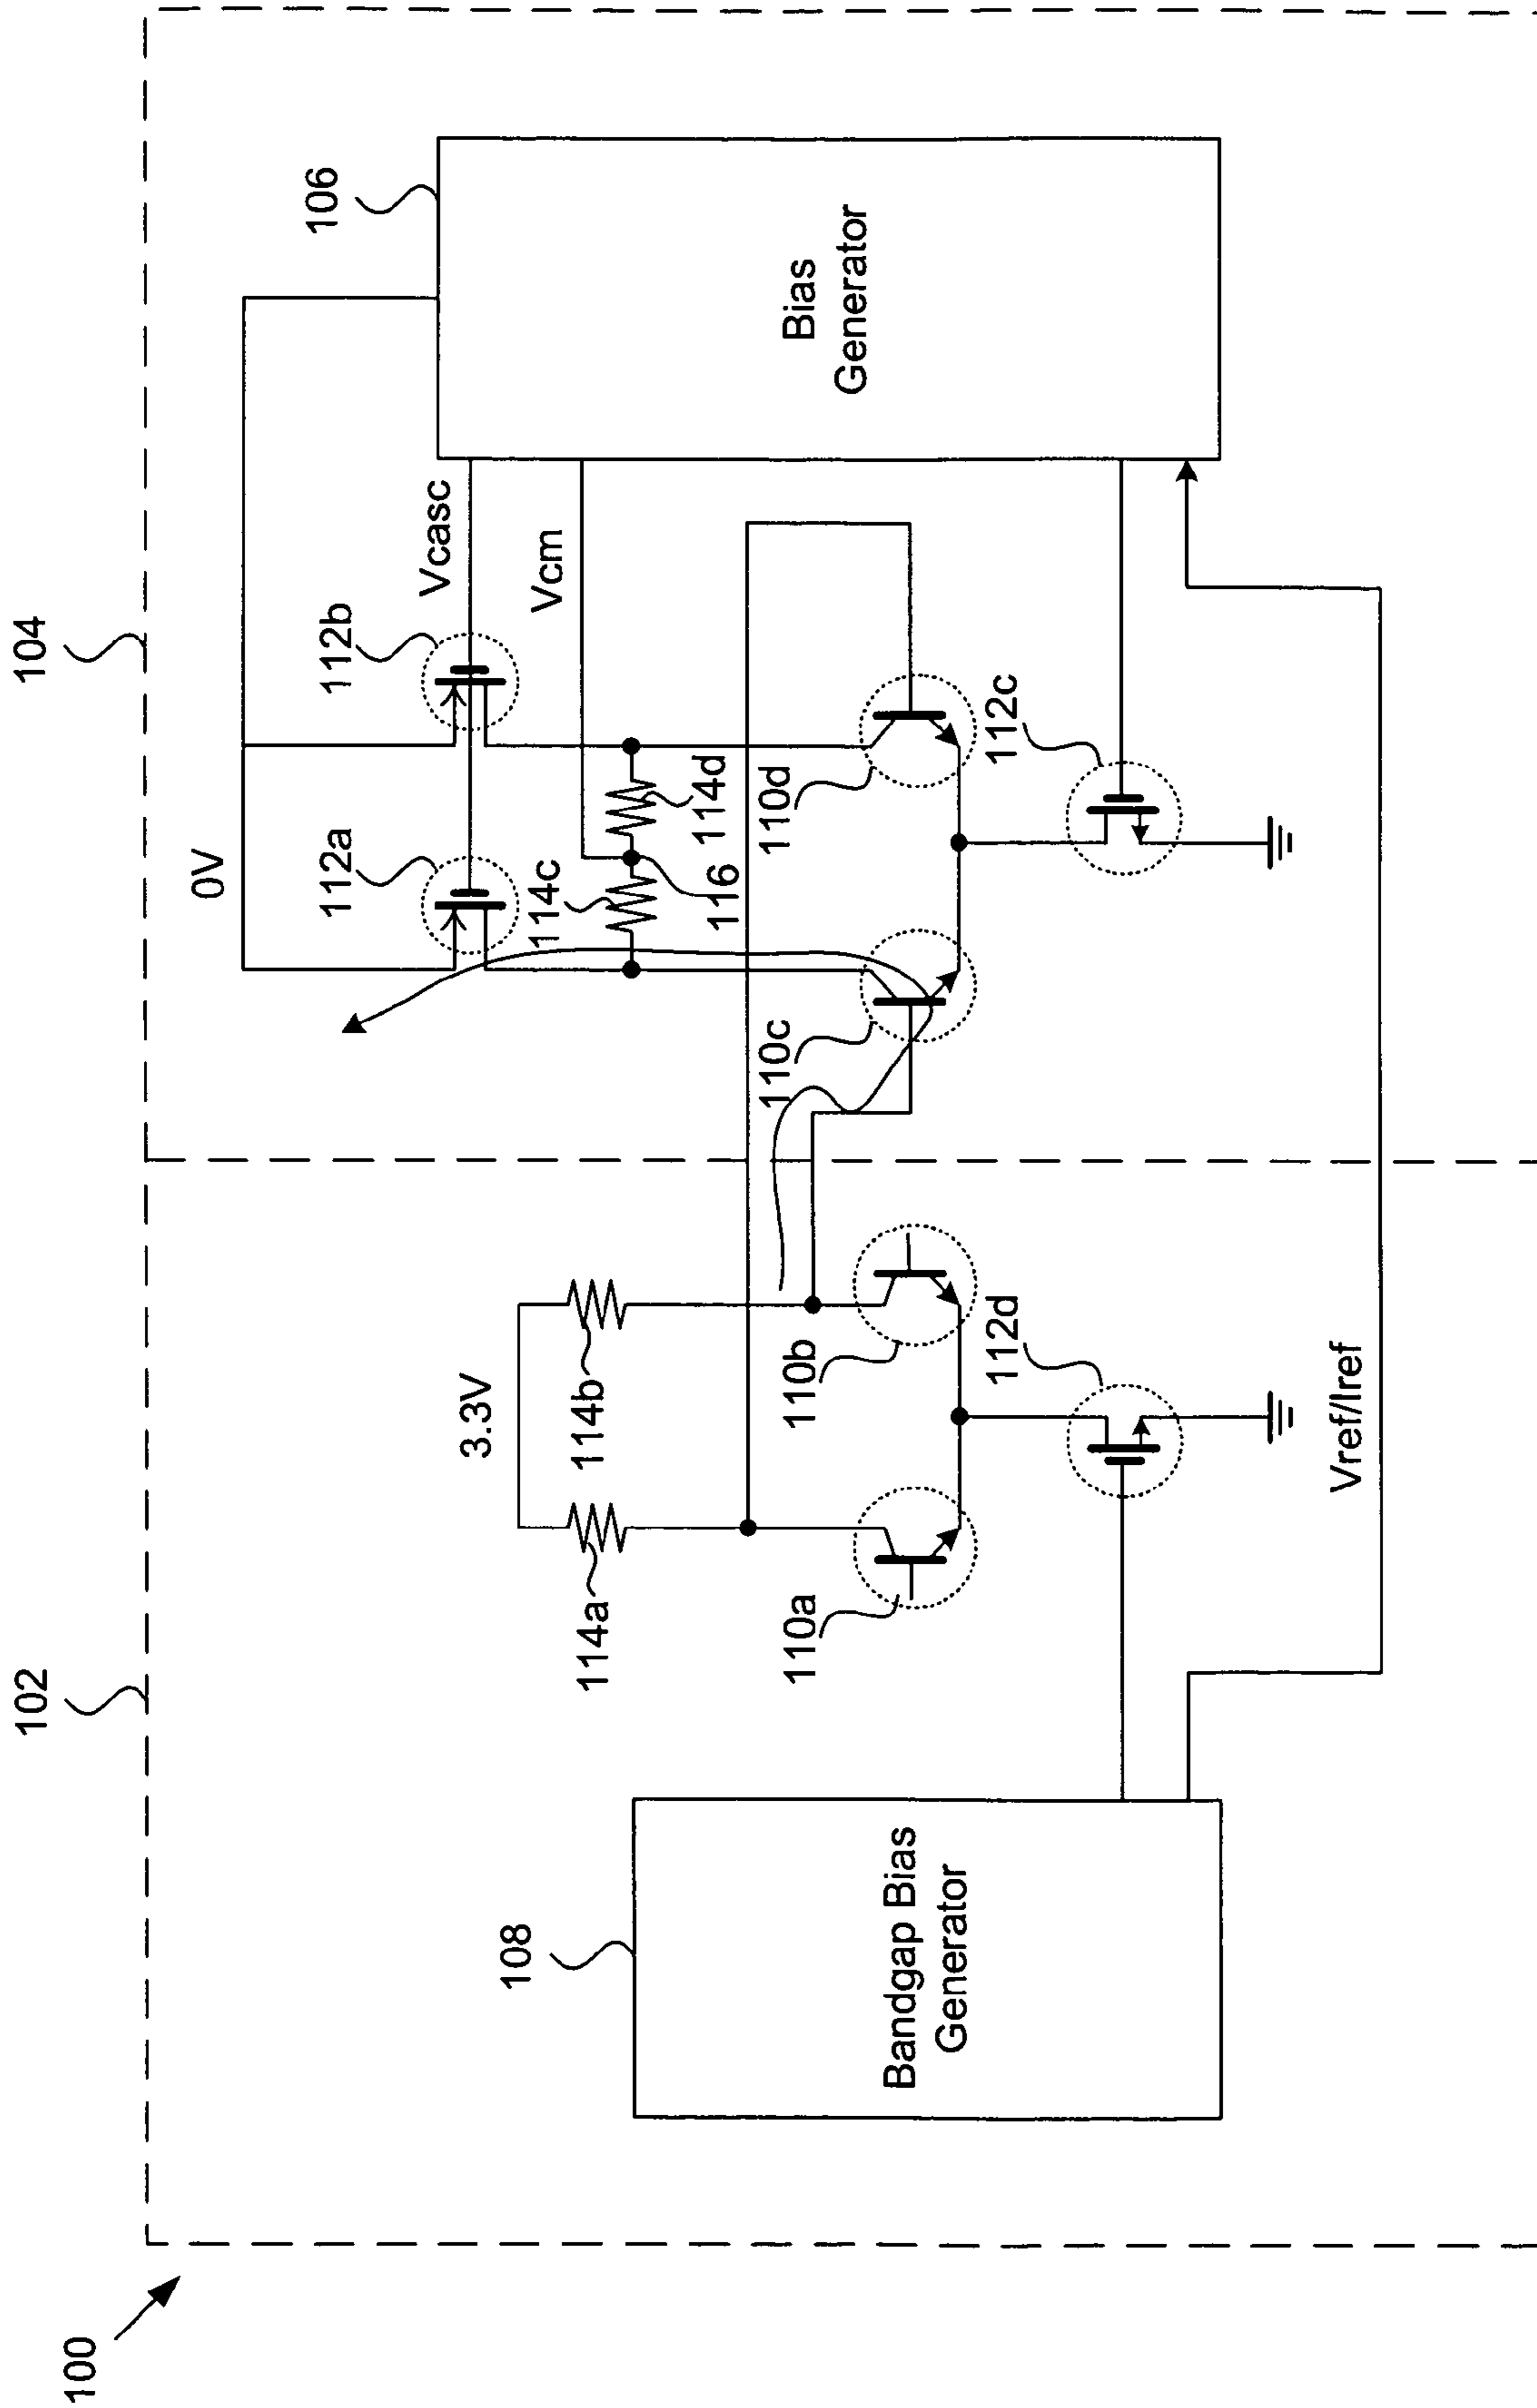 100
102
104
106
Bias
Generator
0V
112a
112b
Vcasc
Vcm
114c
116
114d
110c
110d
112c
3.3V
114a
114b
110a
110b
112d
108
Bandgap Bias
Generator
Vref/Iref